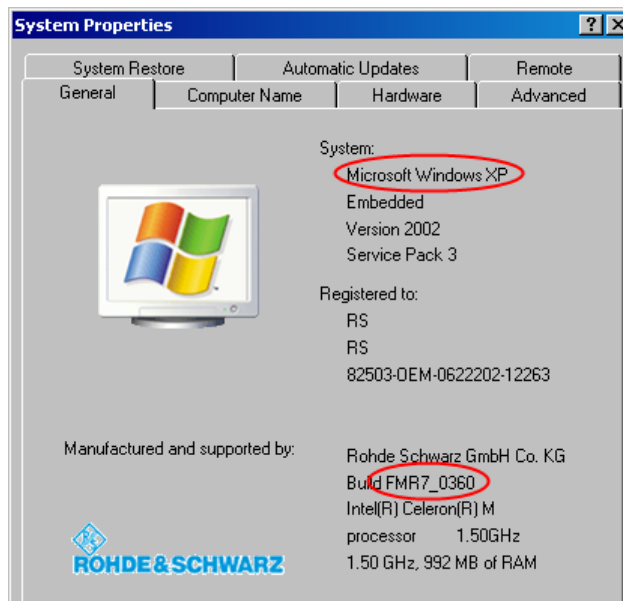 System Properties
System Restore
Automatic Updates
Remote
General
Computer Name
Hardware
Advanced
System:
Microsoft Windows XP
Embedded
Version 2002
Service Pack 3
Registered to:
RS
RS
82503-OEM-0622202-12263
Manufactured and supported by:
Rohde Schwarz GmbH Co. KG
Build FMR7_0360
Intel(R) Celeron(R) M
processor 1.50GHz
1.50 GHz, 992 MB of RAM
ROHDE & SCHWARZ